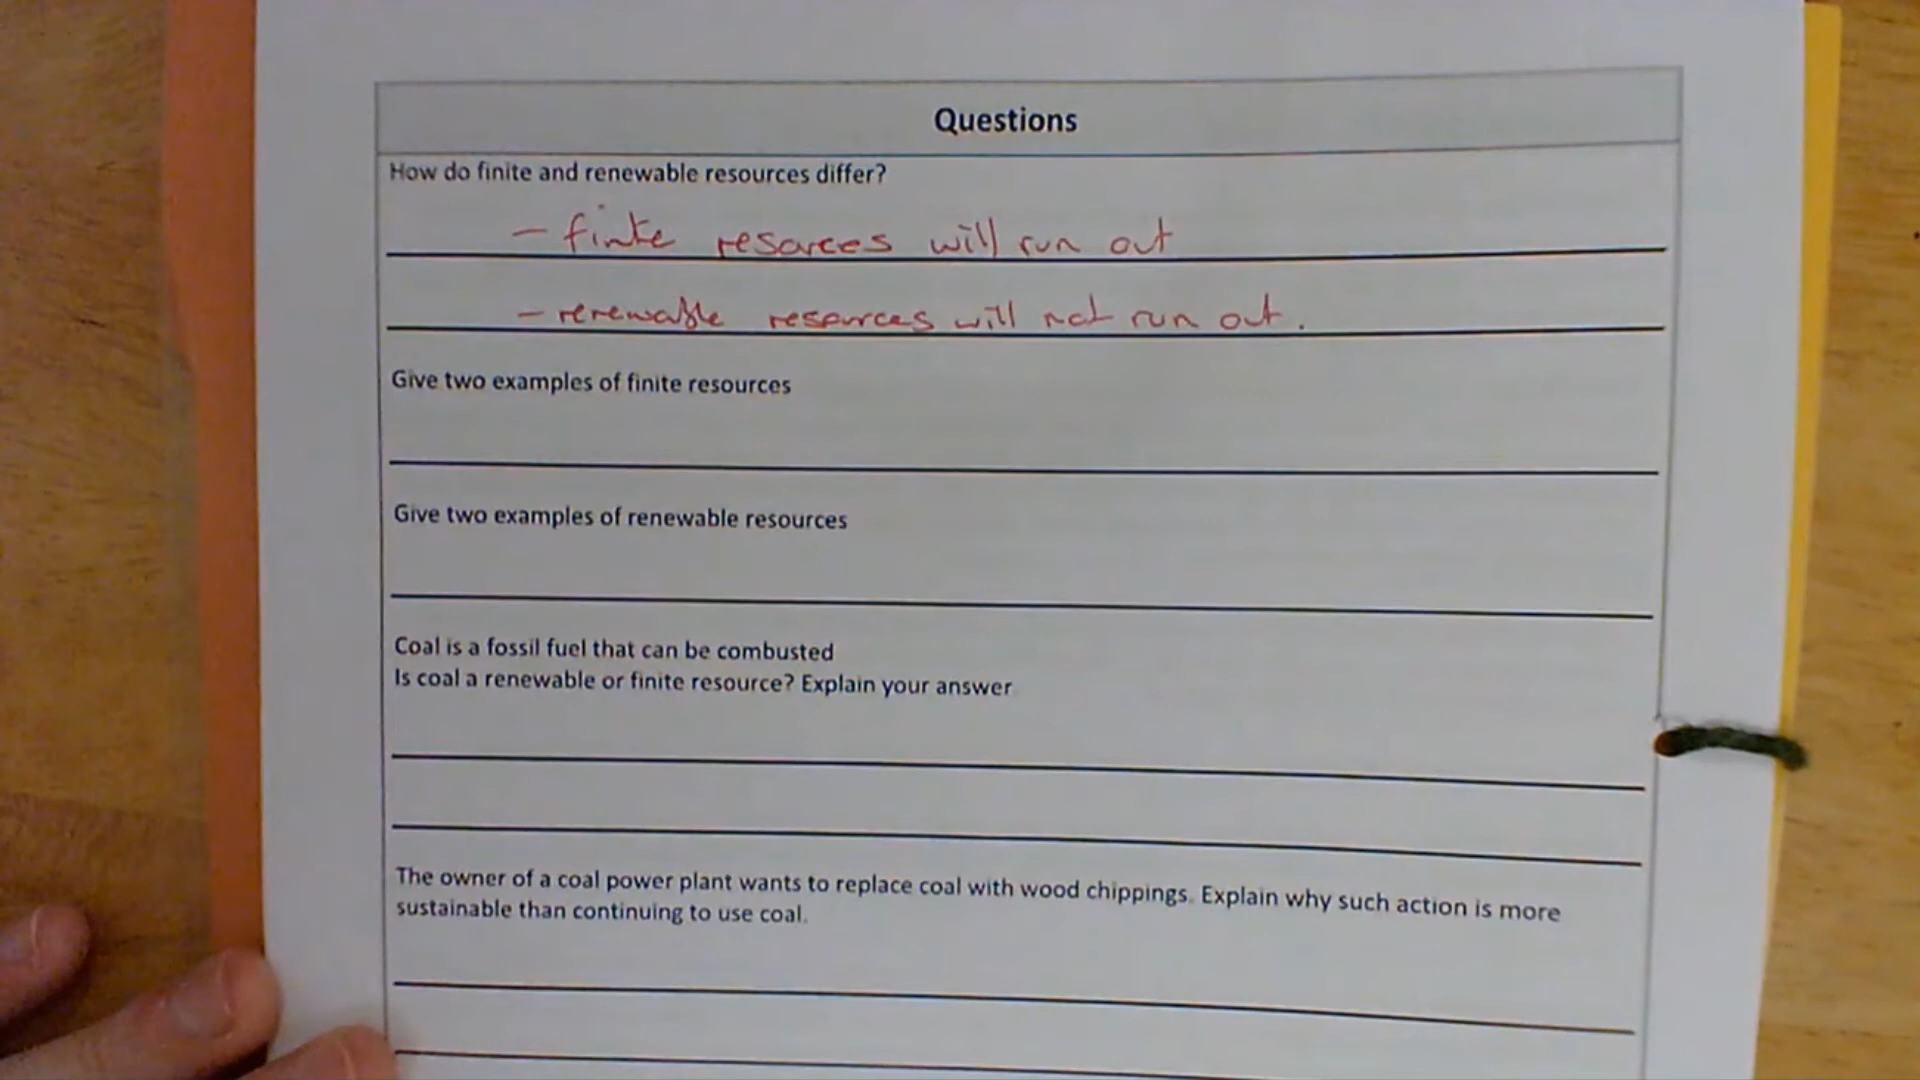 Questions
How do finite and renewable resources differ?
- finite resources will run out
- renewable resources will not run out.
Give two examples of finite resources
Give two examples of renewable resources
Coal is a fossil fuel that can be combusted
Is coal a renewable or finite resource? Explain your answer
The owner of a coal power plant wants to replace coal with wood chippings. Explain why such action is more
sustainable than continuing to use coal.